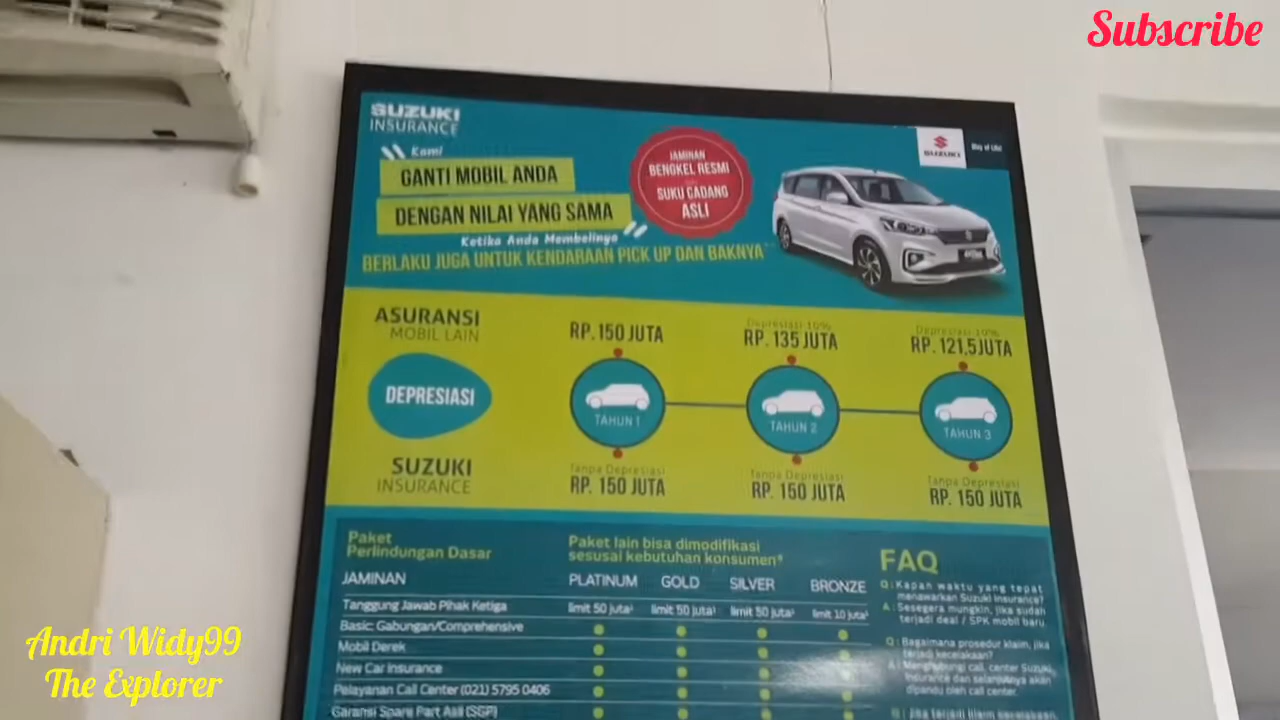 Subscribe
SUZUKI
INSURANCE
Kami
GANTI MOBIL ANDA
DENGAN NILAI YANG SAMA
Ketika Anda Membelinya
BERLAKU JUGA UNTUK KENDARAAN PICK UP DAN BAKNYA**
JAMINAN
BENGKEL RESMI
SUKU CADANG
ASLI
SUZUKI
Way of Life!
ASURANSI
MOBIL LAIN
DEPRESIASI
SUZUKI
INSURANCE
RP. 150 JUTA
TAHUN 1
Tanpa Depresiasi
RP. 150 JUTA
Depresiasi 10%
RP. 135 JUTA
TAHUN 2
Tanpa Depresiasi
RP. 150 JUTA
Depresiasi 10%
RP. 121,5JUTA
TAHUN 3
Tanpa Depresiasi
RP. 150 JUTA
Paket
Perlindungan Dasar
Paket lain bisa dimodifikasi
sesusai kebutuhan konsumen*
JAMINAN PLATINUM GOLD SILVER BRONZE
Tanggung Jawab Pihak Ketiga limit 50 juta¹ limit 50 juta¹ limit 50 juta¹ limit 10 juta²
Basic: Gabungan/Comprehensive
Mobil Derek
New Car Insurance
Pelayanan Call Center (021) 5795 0406
Garansi Spare Part Asli (SGP)
FAQ
Q : Kapan waktu yang tepat
menawarkan Suzuki Insurance?
A : Sesegera mungkin, jika sudah
terjadi deal / SPK mobil baru.
Q : Bagaimana prosedur klaim, jika
terjadi kecelakaan?
A : Menghubungi call center Suzuki
Insurance dan selanjutnya akan
dipandu oleh call center.
Jika terjadi klaim kecelakaan,
Andri Widy99
The Explorer